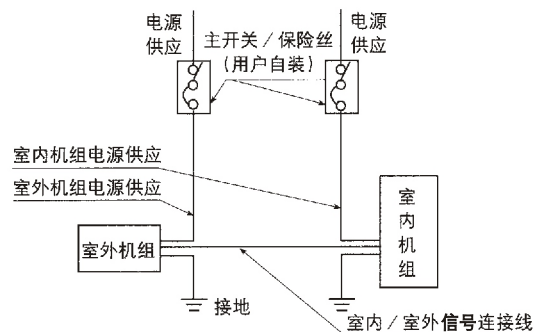 电源
供应
电源
供应
主开关／保险丝
（用户自装）
室内机组电源供应
室外机组电源供应
室外机组
室内机组
接地
室内／室外信号连接线